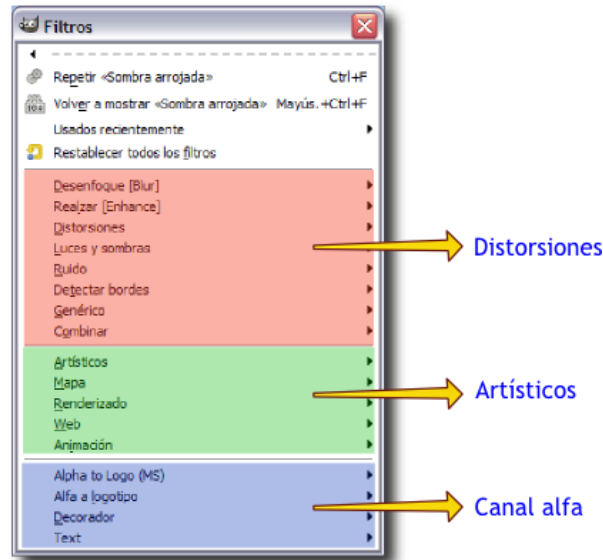 Filtros
Repetir «Sombra arrojada» Ctrl+F
Volver a mostrar «Sombra arrojada» Mayús.+Ctrl+F
Usados recientemente
Restablecer todos los filtros
Desenfoque [Blur]
Realzar [Enhance]
Distorsiones
Luces y sombras
Ruido
Detectar bordes
Genérico
Combinar
Distorsiones
Artísticos
Mapa
Renderizado
Web
Animación
Artísticos
Alpha to Logo (MS)
Alfa a logotipo
Decorador
Text
Canal alfa